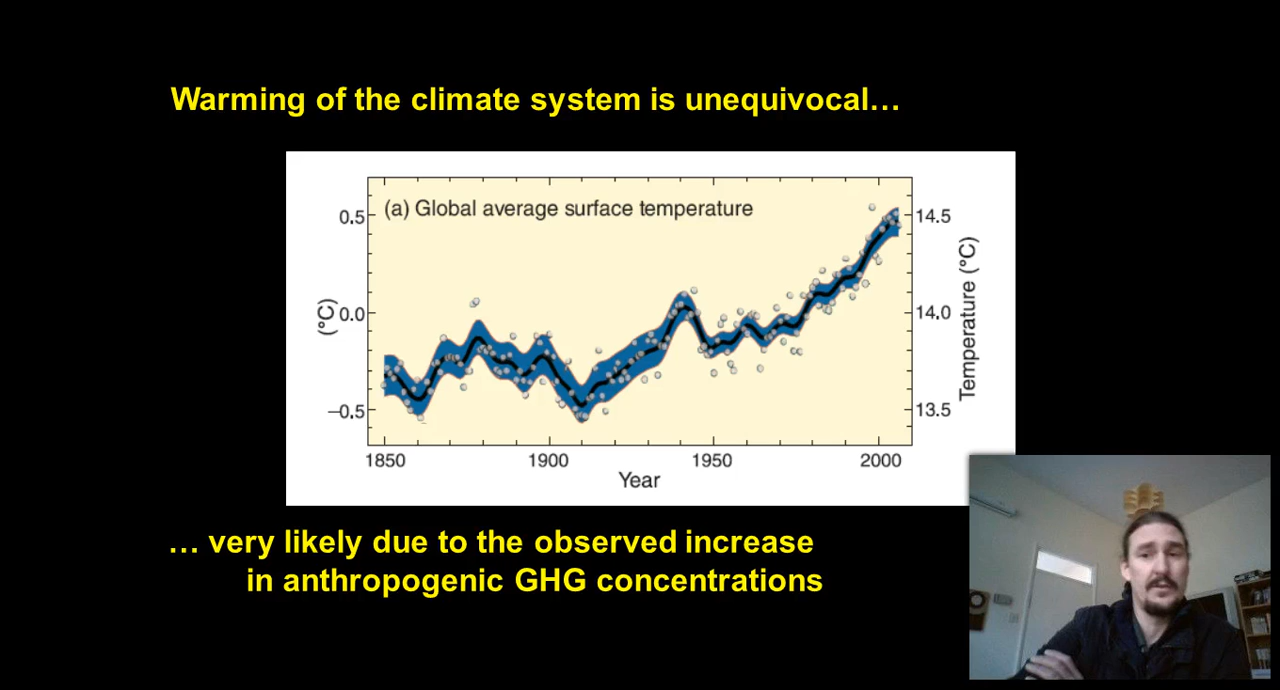 Warming of the climate system is unequivocal…
(a) Global average surface temperature
0.5
0.0
−0.5
(°C)
14.5
14.0
13.5
Temperature (°C)
1850 1900 1950 2000
Year
… very likely due to the observed increase
in anthropogenic GHG concentrations